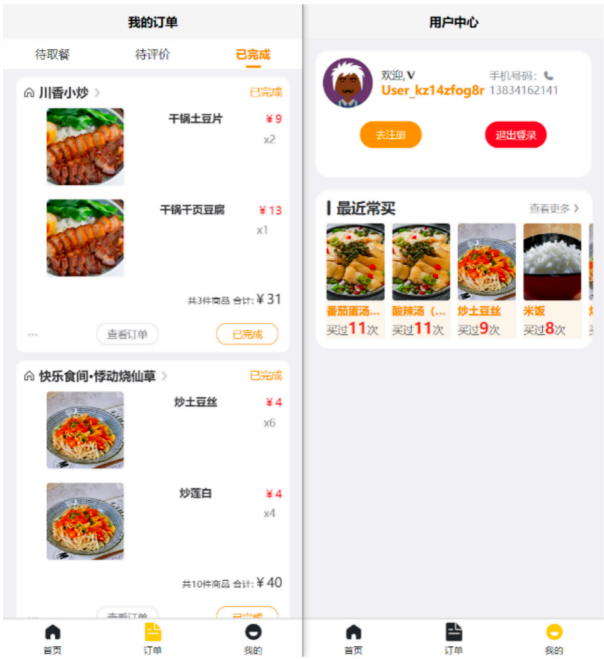 我的订单
待取餐 待评价 已完成
川香小炒 已完成
干锅土豆片 ¥9
x2
干锅千页豆腐 ¥13
x1
共3件商品 合计:¥31
查看订单 已完成
快乐食间·悸动烧仙草 已完成
炒土豆丝 ¥4
x6
炒莲白 ¥4
x4
共10件商品 合计:¥40
查看订单 已完成
首页 订单 我的
用户中心
欢迎,V 手机号码:
User_kz14zfog8r 13834162141
去注册 退出登录
最近常买 查看更多
番茄蛋汤... 酸辣汤（... 炒土豆丝 米饭
买过11次 买过11次 买过9次 买过8次
首页 订单 我的